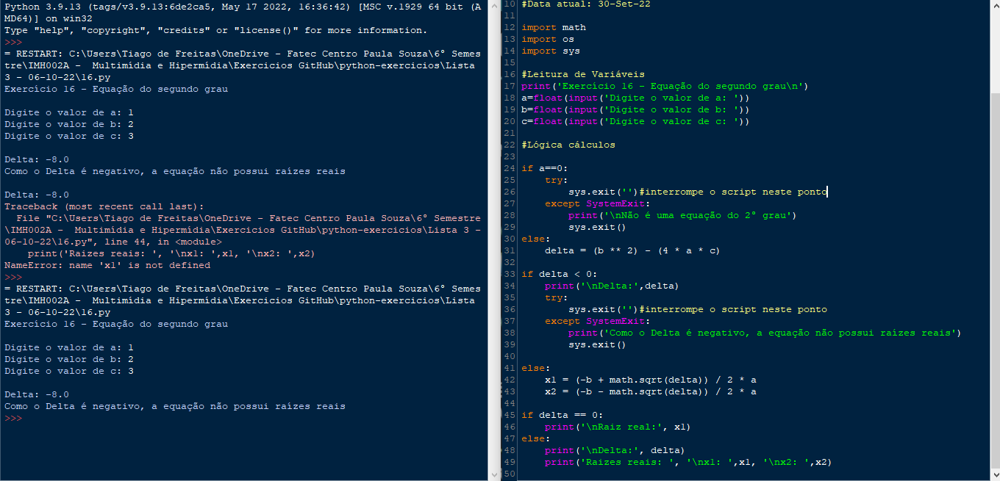 Python 3.9.13 (tags/v3.9.13:6de2ca5, May 17 2022, 16:36:42) [MSC v.1929 64 bit (A
MD64)] on win32
Type "help", "copyright", "credits" or "license()" for more information.
>>>
= RESTART: C:\Users\Tiago de Freitas\OneDrive - Fatec Centro Paula Souza\6° Semes
tre\IMH002A -  Multimídia e Hipermídia\Exercicios GitHub\python-exercicios\Lista
3 - 06-10-22\16.py
Exercício 16 - Equação do segundo grau

Digite o valor de a: 1
Digite o valor de b: 2
Digite o valor de c: 3

Delta: -8.0
Como o Delta é negativo, a equação não possui raízes reais

Delta: -8.0
Traceback (most recent call last):
  File "C:\Users\Tiago de Freitas\OneDrive - Fatec Centro Paula Souza\6° Semestre
\IMH002A -  Multimídia e Hipermídia\Exercicios GitHub\python-exercicios\Lista 3 -
06-10-22\16.py", line 44, in <module>
    print('Raizes reais: ', '\nx1: ',x1, '\nx2: ',x2)
NameError: name 'x1' is not defined
>>>
= RESTART: C:\Users\Tiago de Freitas\OneDrive - Fatec Centro Paula Souza\6° Semes
tre\IMH002A -  Multimídia e Hipermídia\Exercicios GitHub\python-exercicios\Lista
3 - 06-10-22\16.py
Exercício 16 - Equação do segundo grau

Digite o valor de a: 1
Digite o valor de b: 2
Digite o valor de c: 3

Delta: -8.0
Como o Delta é negativo, a equação não possui raízes reais
>>>
10 #Data atual: 30-Set-22
11
12 import math
13 import os
14 import sys
15
16 #Leitura de Variáveis
17 print('Exercício 16 - Equação do segundo grau\n')
18 a=float(input('Digite o valor de a: '))
19 b=float(input('Digite o valor de b: '))
20 c=float(input('Digite o valor de c: '))
21
22 #Lógica cálculos
23
24 if a==0:
25     try:
26         sys.exit('')#interrompe o script neste ponto
27     except SystemExit:
28         print('\nNão é uma equação do 2° grau')
29         sys.exit()
30 else:
31     delta = (b ** 2) - (4 * a * c)
32
33 if delta < 0:
34     print('\nDelta:',delta)
35     try:
36         sys.exit('')#interrompe o script neste ponto
37     except SystemExit:
38         print('Como o Delta é negativo, a equação não possui raízes reais')
39         sys.exit()
40
41 else:
42     x1 = (-b + math.sqrt(delta)) / 2 * a
43     x2 = (-b - math.sqrt(delta)) / 2 * a
44
45 if delta == 0:
46     print('\nRaiz real:', x1)
47 else:
48     print('\nDelta:', delta)
49     print('Raizes reais: ', '\nx1: ',x1, '\nx2: ',x2)
50